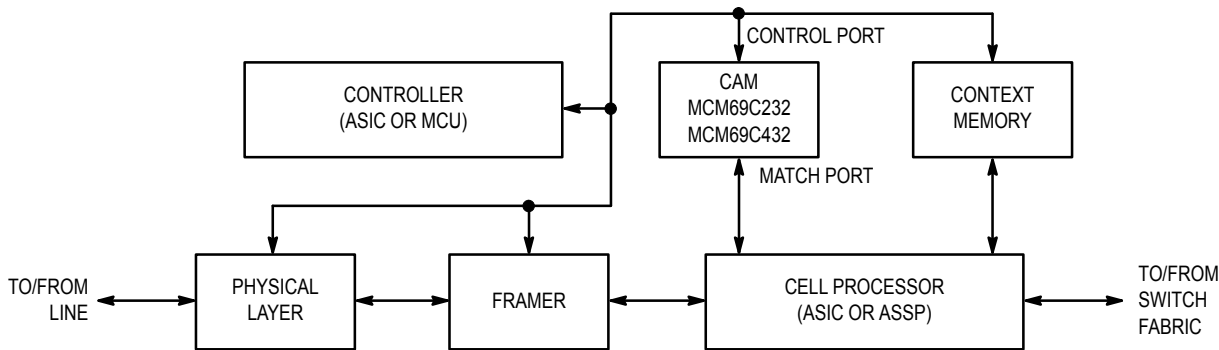 CONTROL PORT
CONTROLLER
(ASIC OR MCU)
CAM
MCM69C232
MCM69C432
CONTEXT
MEMORY
MATCH PORT
TO/FROM
LINE
PHYSICAL
LAYER
FRAMER
CELL PROCESSOR
(ASIC OR ASSP)
TO/FROM
SWITCH
FABRIC